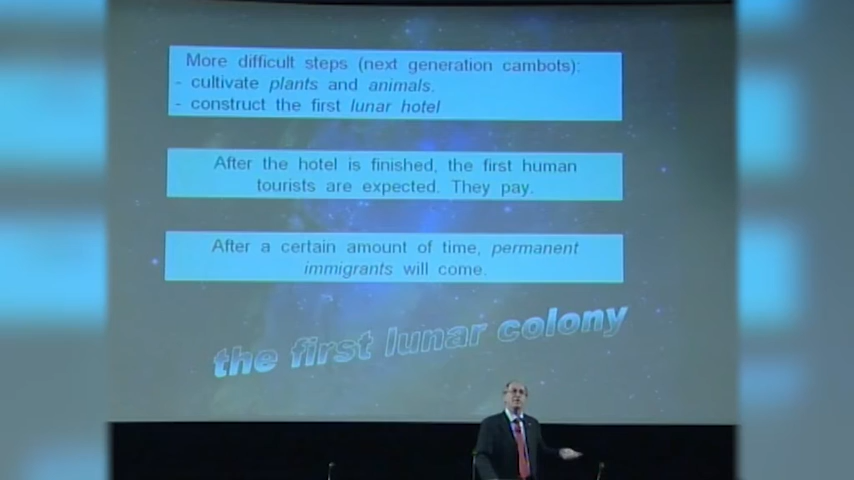 More difficult steps (next generation cambots):
- cultivate plants and animals.
- construct the first lunar hotel
After the hotel is finished, the first human
tourists are expected. They pay.
After a certain amount of time, permanent
immigrants will come.
the first lunar colony